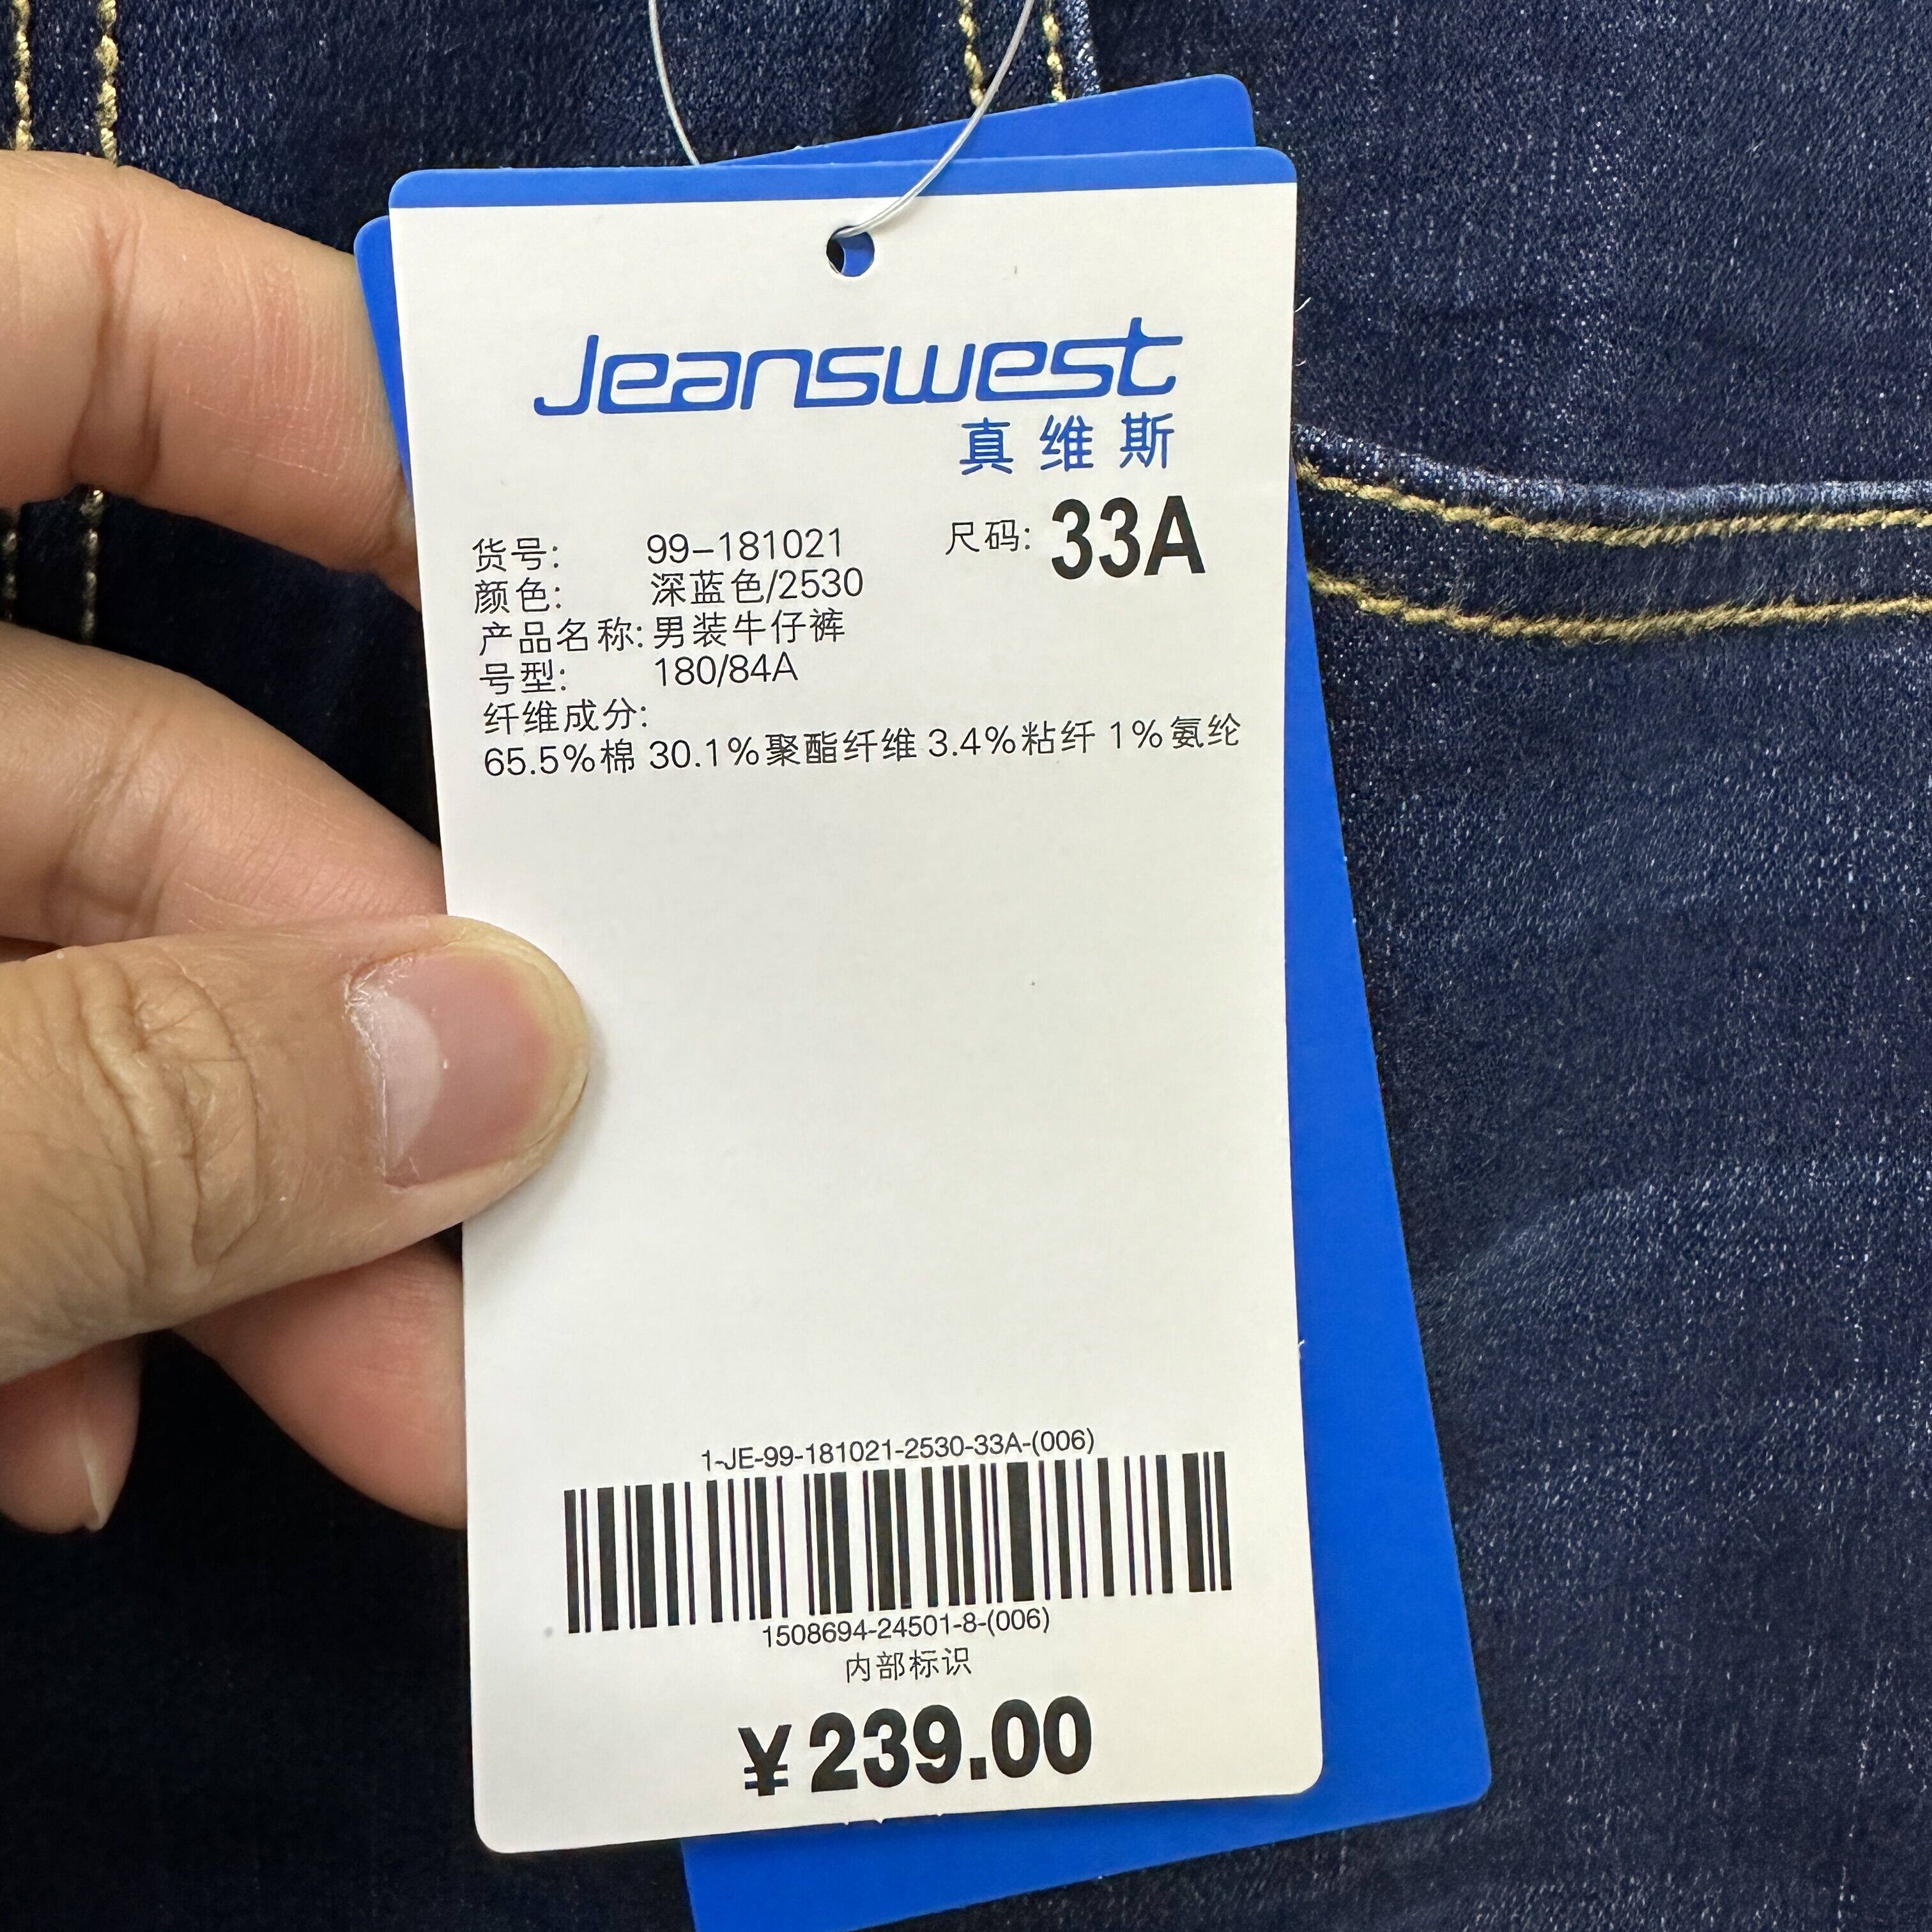 Jeanswest
真维斯
货号: 99-181021 尺码: 33A
颜色: 深蓝色/2530
产品名称: 男装牛仔裤
号型: 180/84A
纤维成分:
65.5%棉 30.1%聚酯纤维 3.4%粘纤 1%氨纶
1-JE-99-181021-2530-33A-(006)
1508694-24501-8-(006)
内部标识
¥239.00